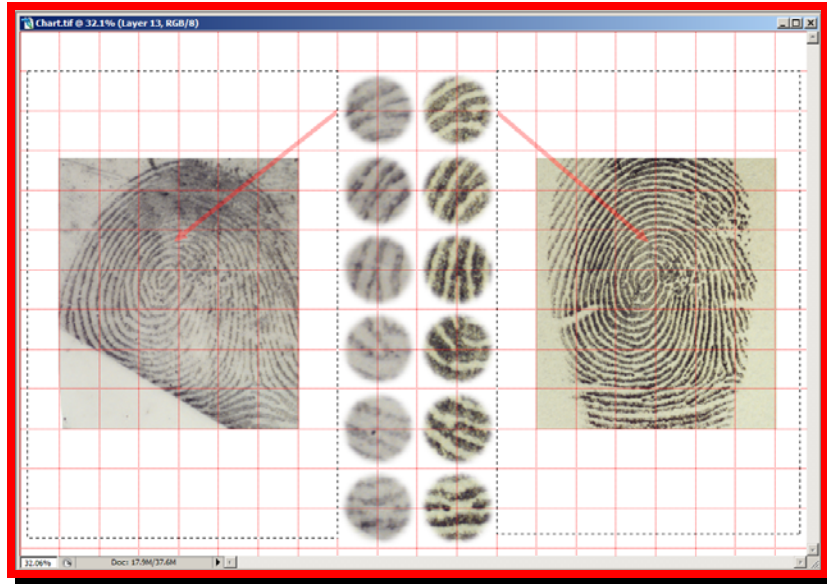 Chart.tif @ 32.1% (Layer 13, RGB/8)
32.06% Doc: 17.9M/37.6M